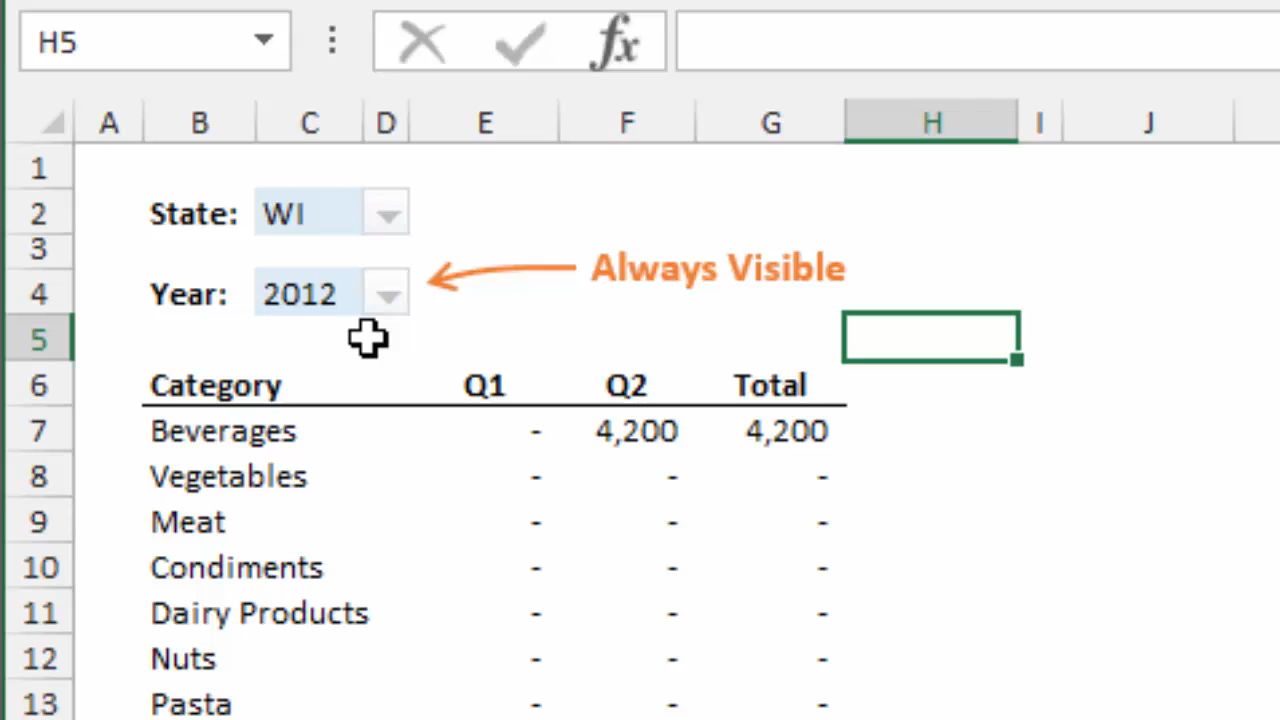 H5 fx
A B C D E F G H I J
1
2 State: WI
3
Always Visible
4 Year: 2012
5
6 Category Q1 Q2 Total
7 Beverages - 4,200 4,200
8 Vegetables - - -
9 Meat - - -
10 Condiments - - -
11 Dairy Products - - -
12 Nuts - - -
13 Pasta - - -